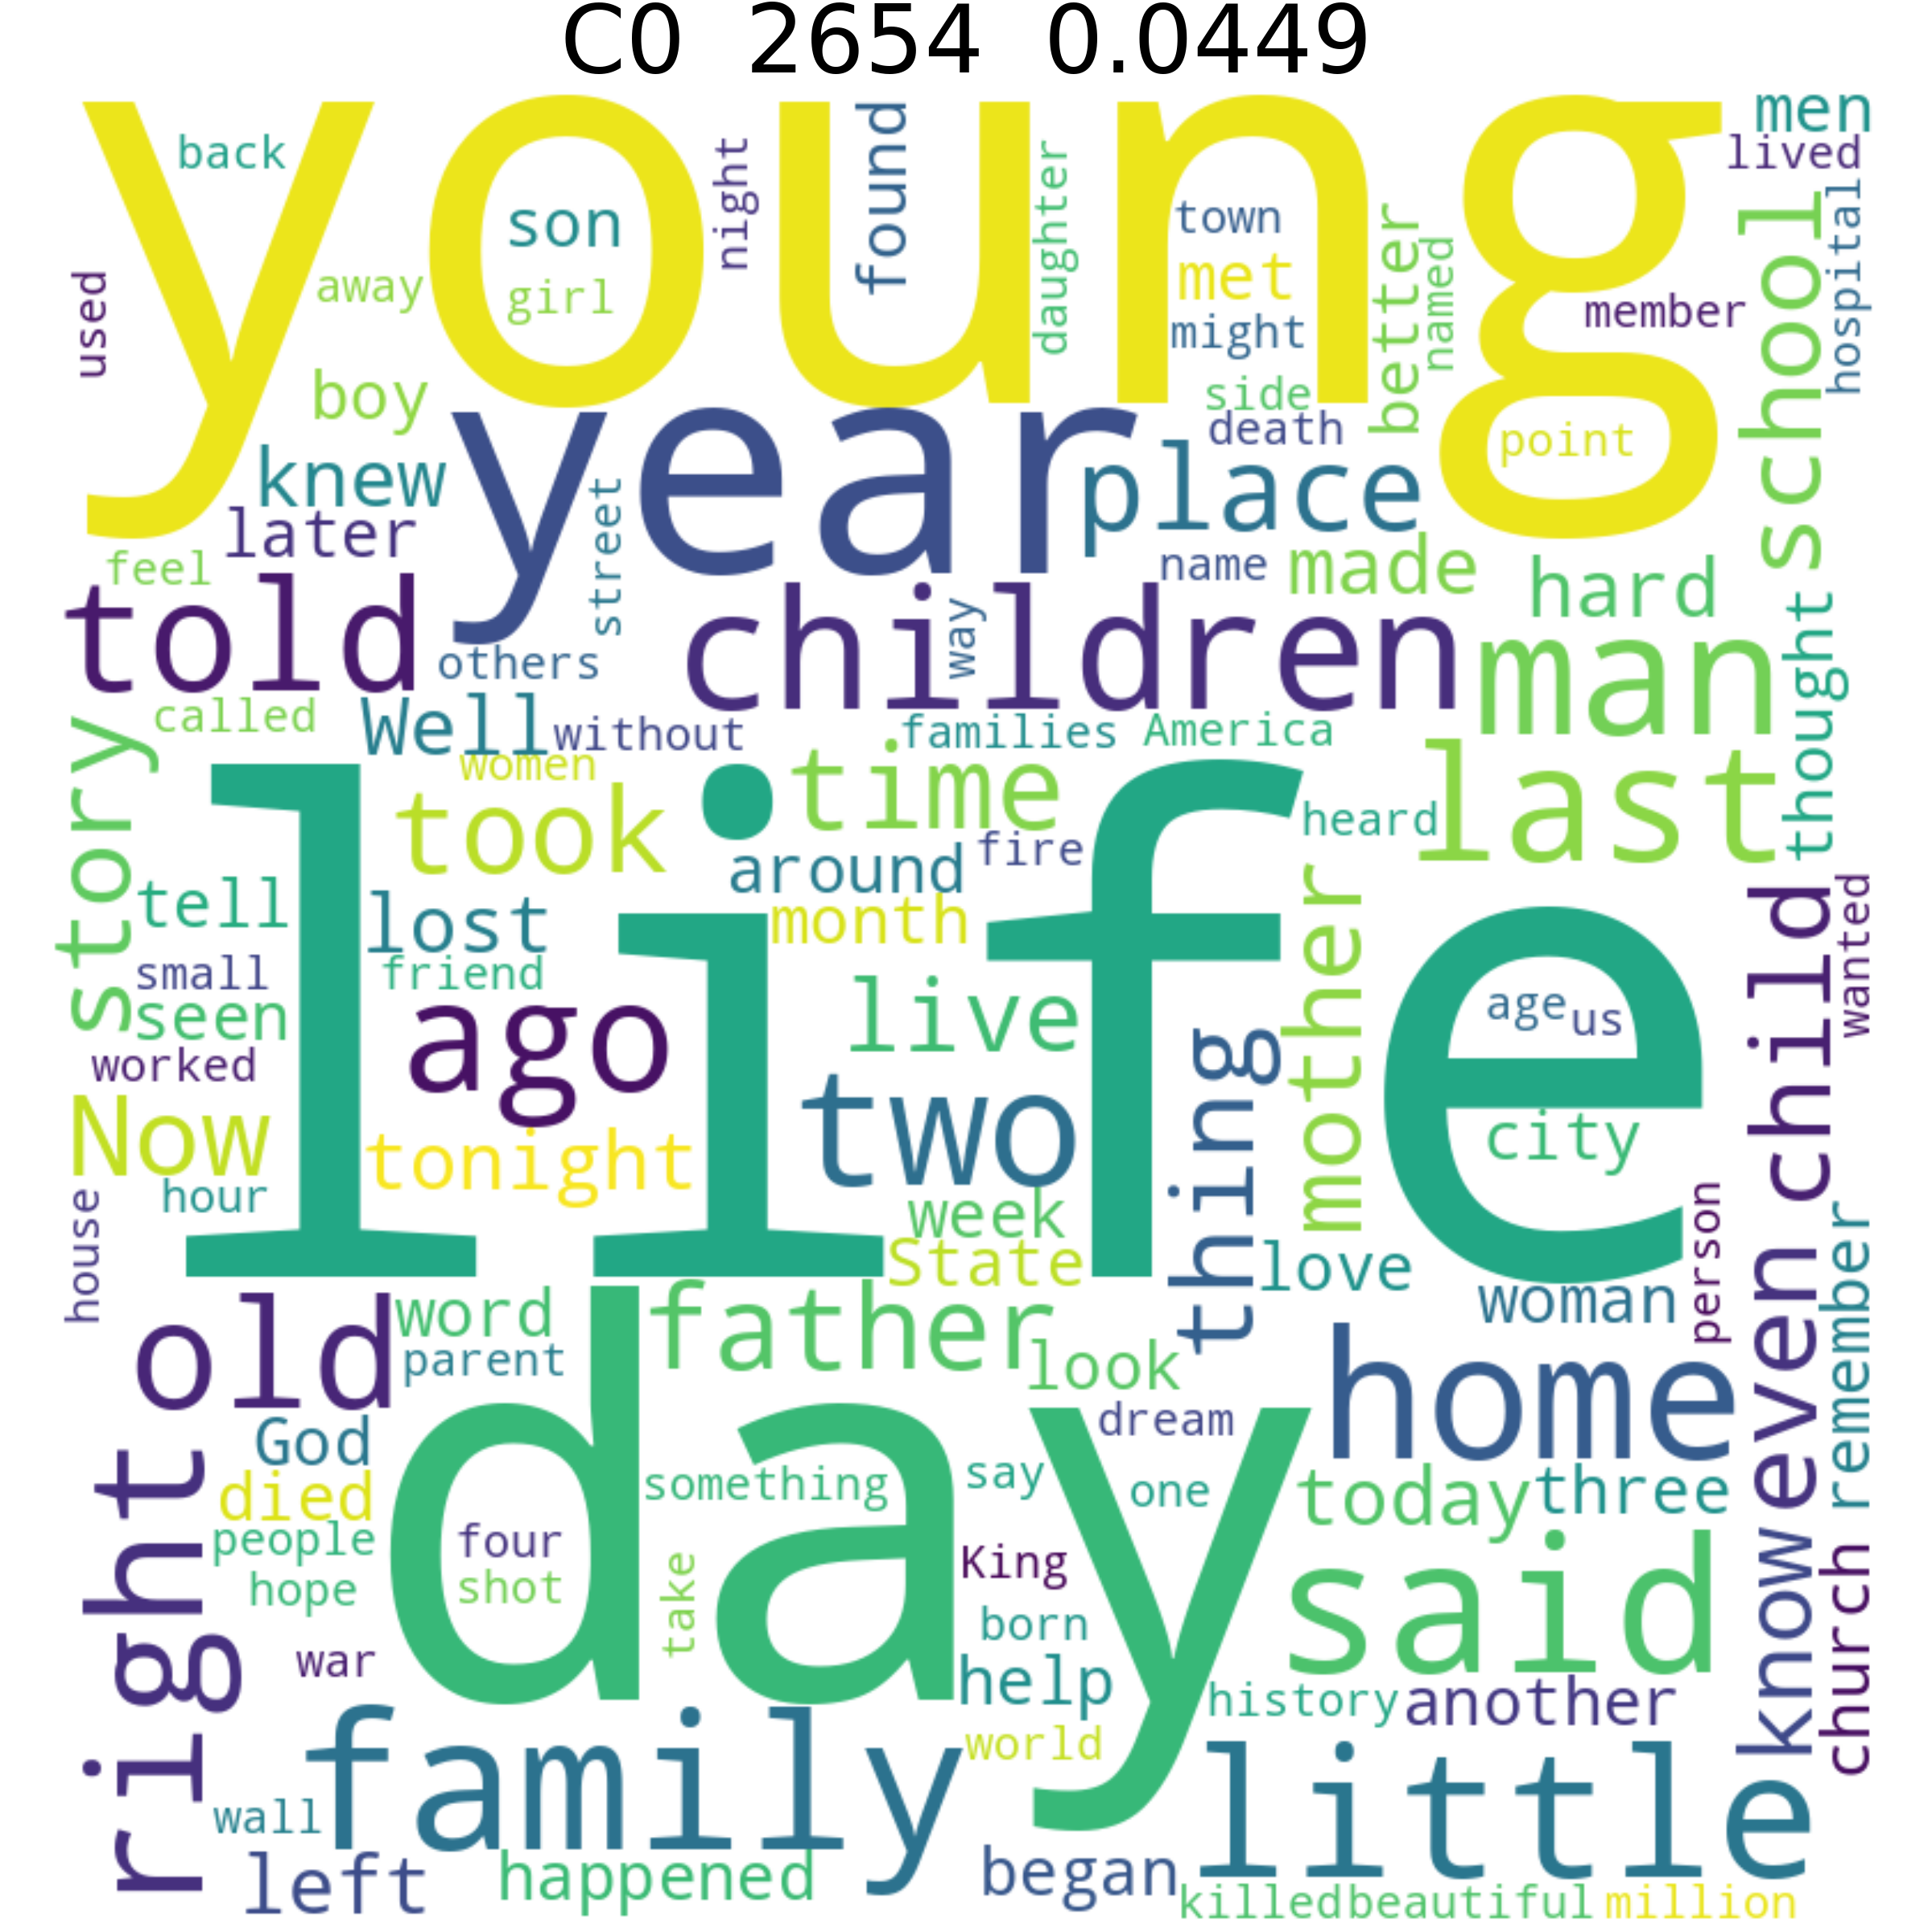 C0 2654 0.0449
young
men
back
lived
found
night
son
daughter
town
school
hospital
better
away
girl
met
named
used
member
might
boy
side
year
death
point
knew
place
street
later
name
made
hard
feel
told
children
way
man
thought
others
called
Well
without
families
America
last
story
women
life
took
time
heard
around
fire
mother
child
wanted
tell
lost
month
small
friend
live
age
us
seen
ago
thing
worked
two
Now
tonight
city
hour
week
house
State
love
person
even
remember
woman
old
word
father
parent
look
home
God
day
dream
right
died
something
say
one
today
three
people
four
take
King
said
know
church
hope
shot
born
war
help
history
another
family
world
little
wall
left
happened
began
killed
beautiful
million